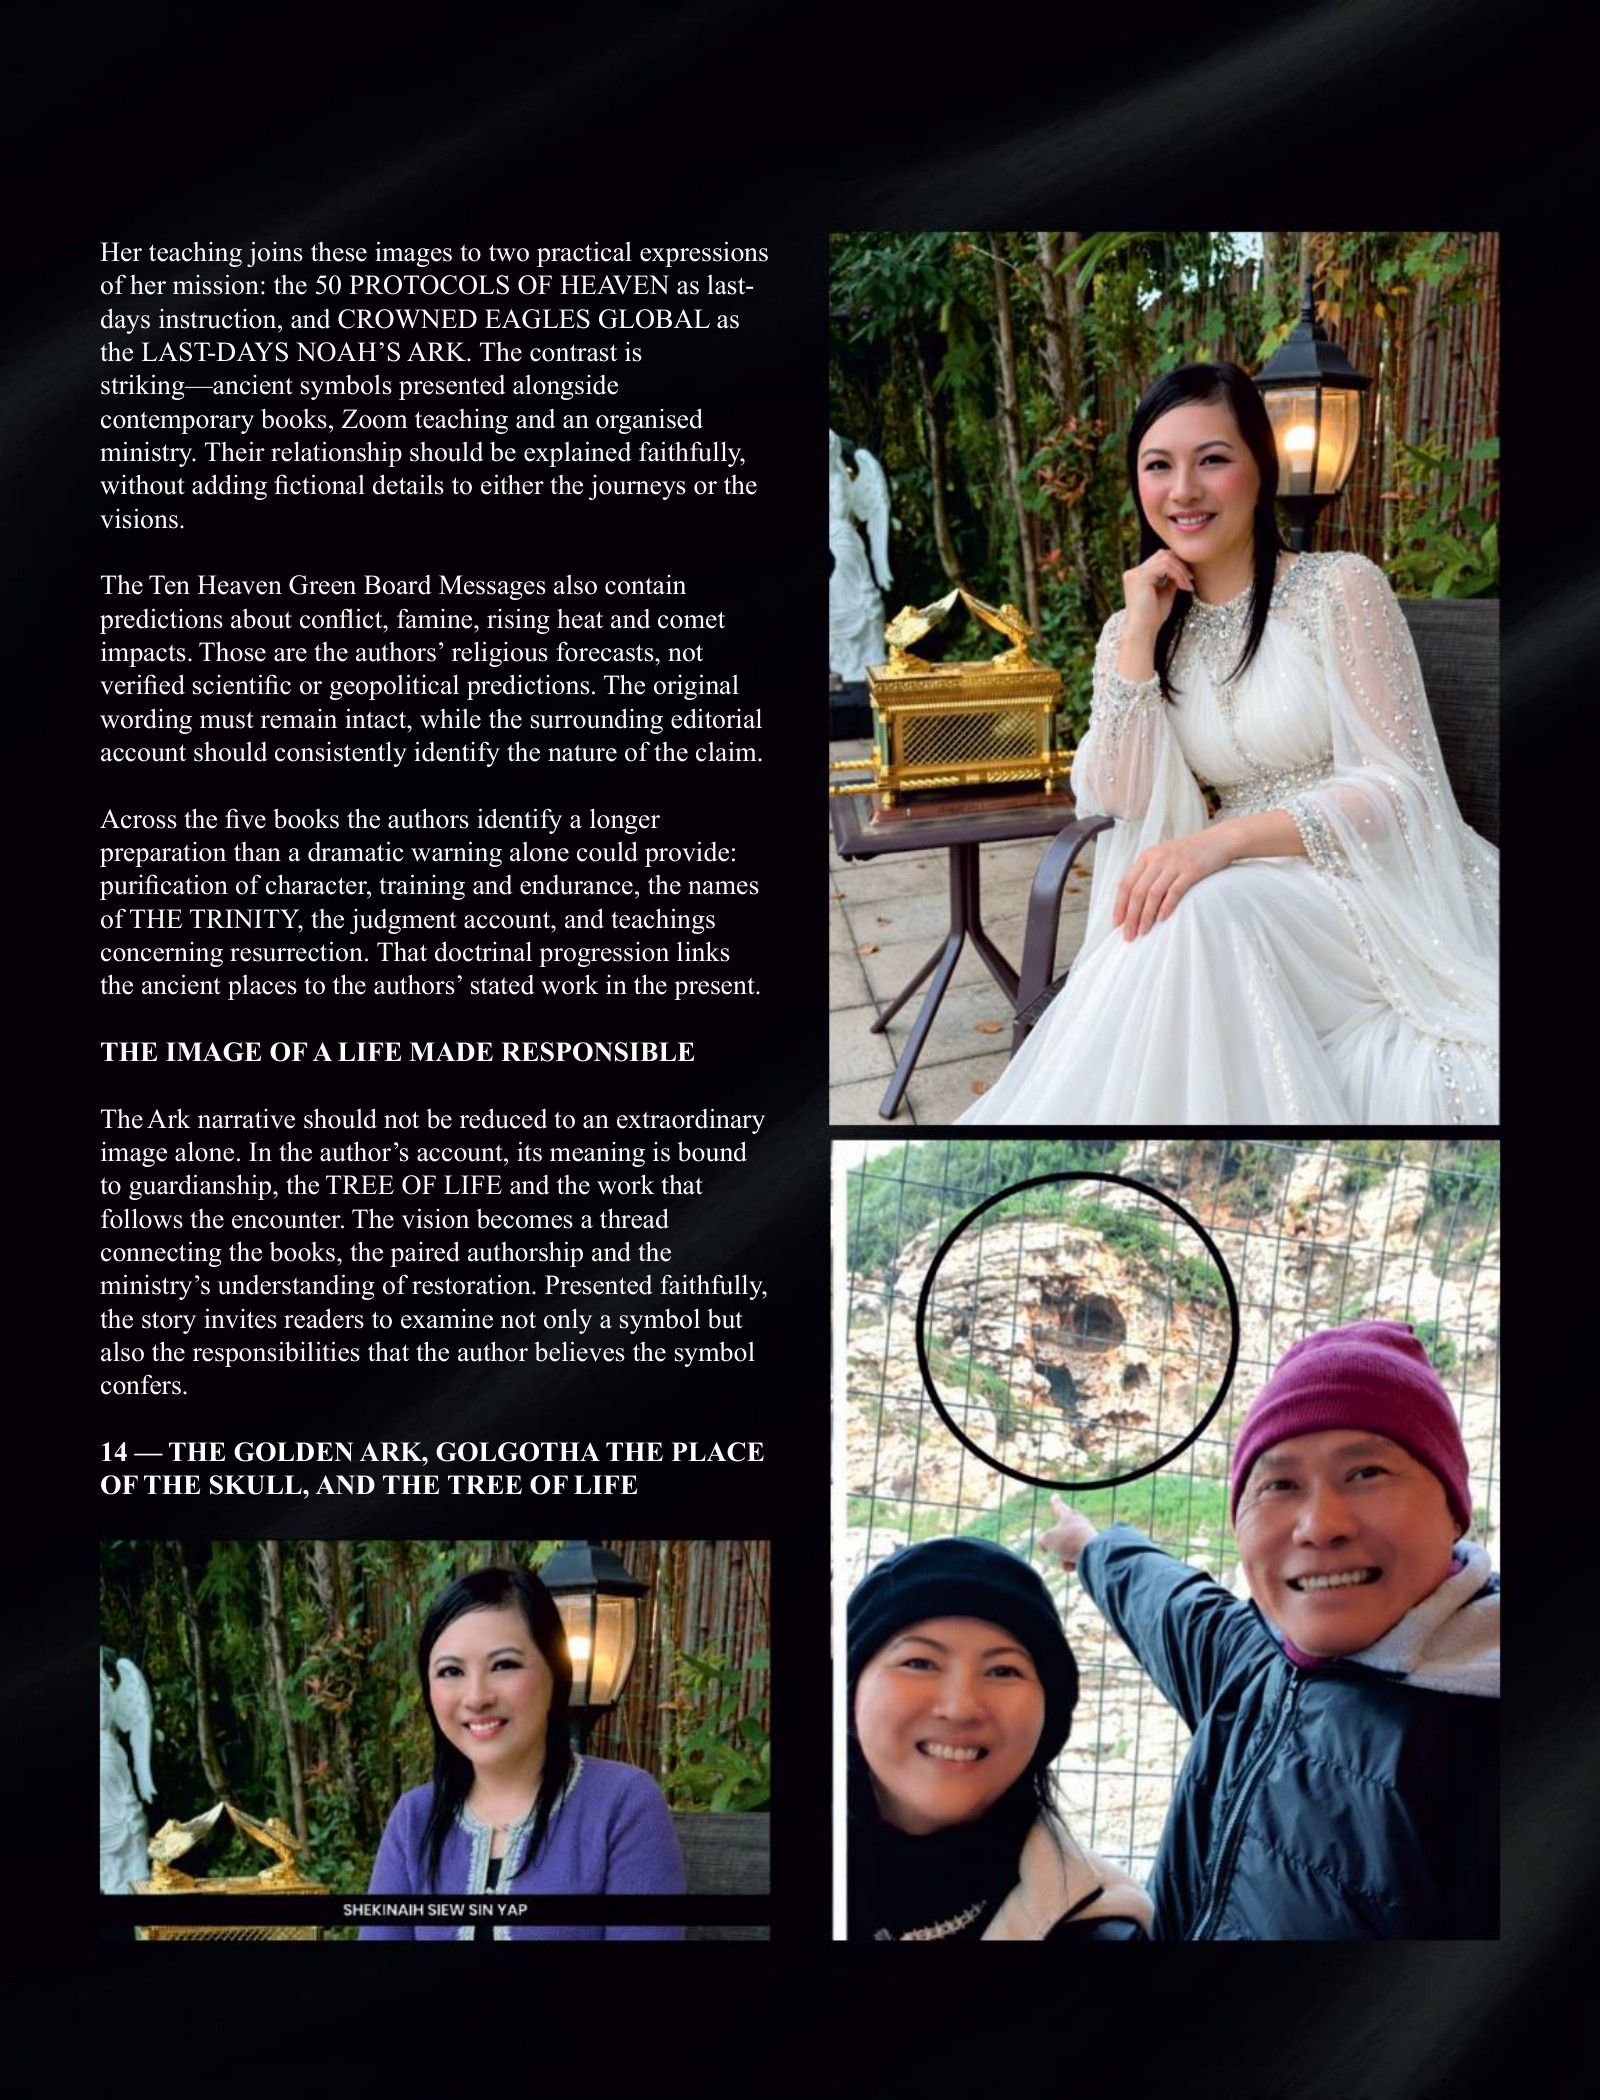 Her teaching joins these images to two practical expressions
of her mission: the 50 PROTOCOLS OF HEAVEN as last-
days instruction, and CROWNED EAGLES GLOBAL as
the LAST-DAYS NOAH’S ARK. The contrast is
striking—ancient symbols presented alongside
contemporary books, Zoom teaching and an organised
ministry. Their relationship should be explained faithfully,
without adding fictional details to either the journeys or the
visions.
The Ten Heaven Green Board Messages also contain
predictions about conflict, famine, rising heat and comet
impacts. Those are the authors’ religious forecasts, not
verified scientific or geopolitical predictions. The original
wording must remain intact, while the surrounding editorial
account should consistently identify the nature of the claim.
Across the five books the authors identify a longer
preparation than a dramatic warning alone could provide:
purification of character, training and endurance, the names
of THE TRINITY, the judgment account, and teachings
concerning resurrection. That doctrinal progression links
the ancient places to the authors’ stated work in the present.
THE IMAGE OF A LIFE MADE RESPONSIBLE
The Ark narrative should not be reduced to an extraordinary
image alone. In the author’s account, its meaning is bound
to guardianship, the TREE OF LIFE and the work that
follows the encounter. The vision becomes a thread
connecting the books, the paired authorship and the
ministry’s understanding of restoration. Presented faithfully,
the story invites readers to examine not only a symbol but
also the responsibilities that the author believes the symbol
confers.
14 — THE GOLDEN ARK, GOLGOTHA THE PLACE
OF THE SKULL, AND THE TREE OF LIFE
SHEKINAIH SIEW SIN YAP